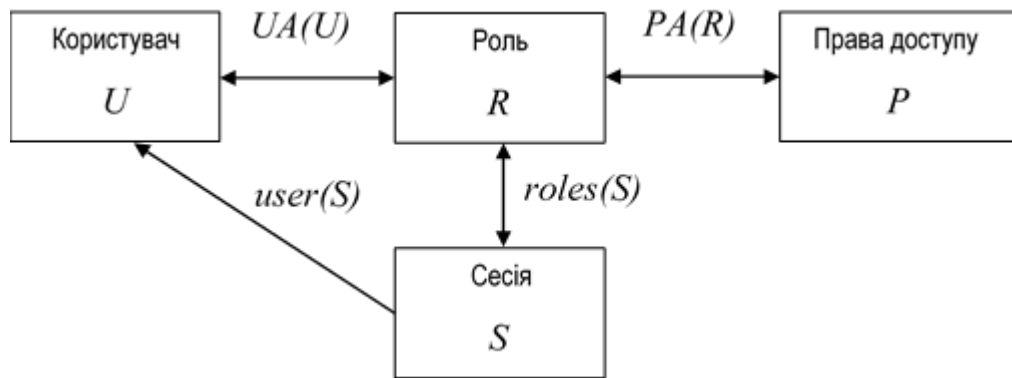 Користувач
U
UA(U)
Роль
R
PA(R)
Права доступу
P
user(S)
roles(S)
Сесія
S